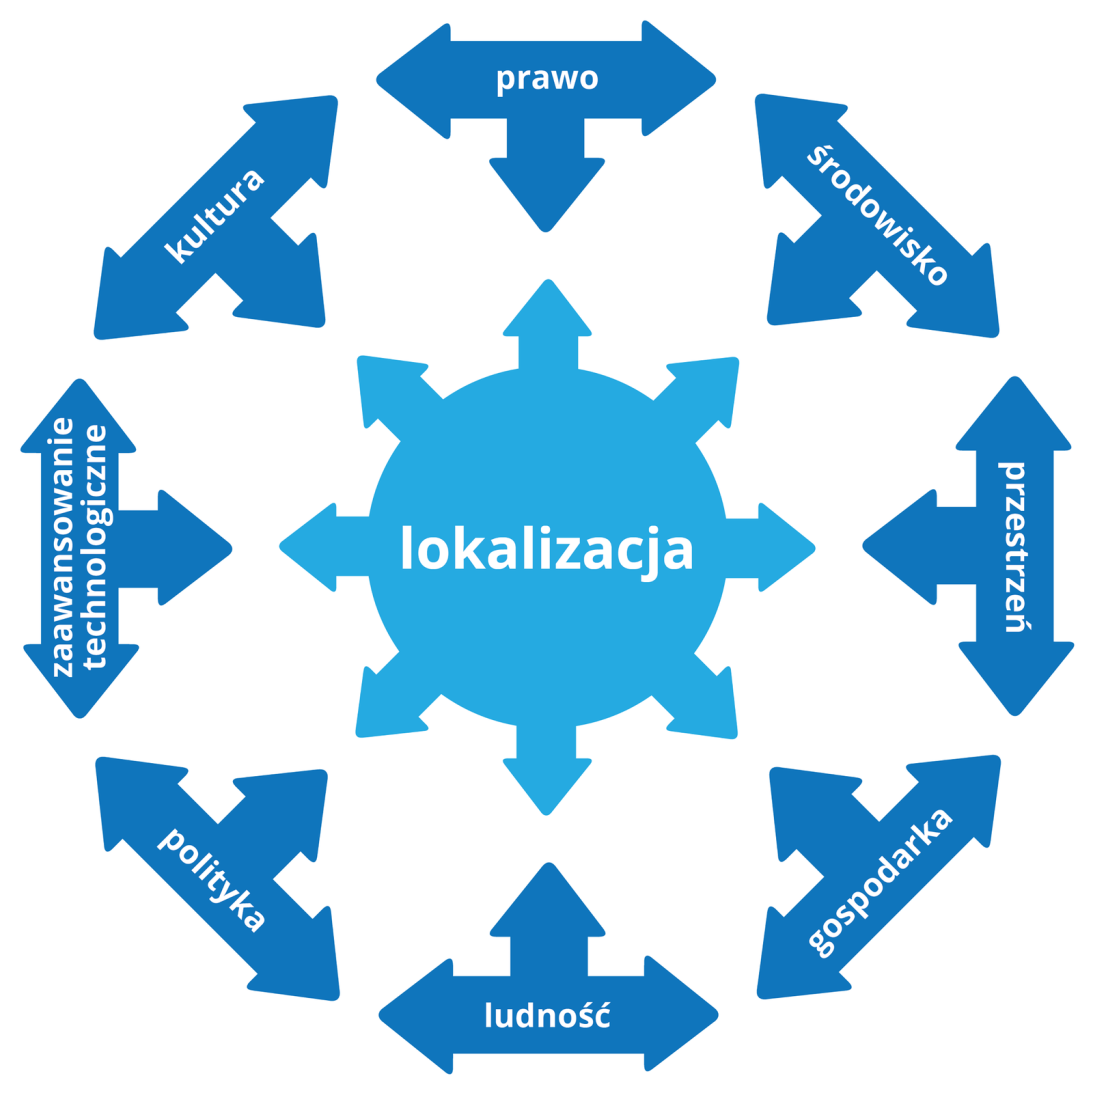 prawo
środowisko
przestrzeń
gospodarka
ludność
polityka
zaawansowanie
technologiczne
kultura
lokalizacja